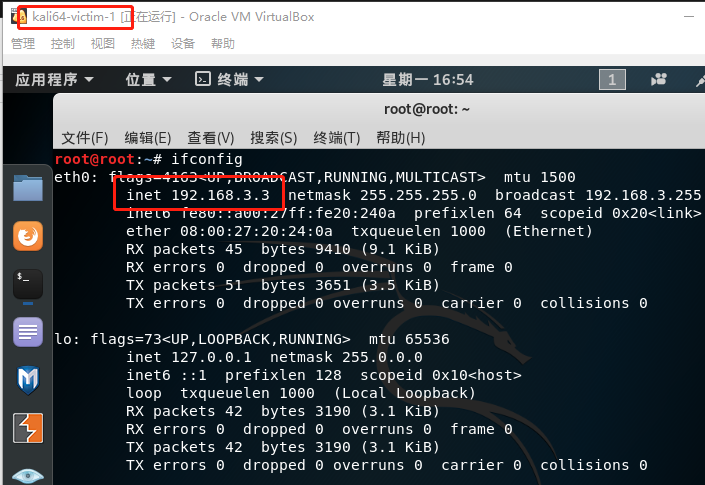 kali64-victim-1 [正在运行] - Oracle VM VirtualBox
管理 控制 视图 热键 设备 帮助
应用程序 位置 终端 星期一 16:54 1
root@root: ~
文件(F) 编辑(E) 查看(V) 搜索(S) 终端(T) 帮助(H)
root@root:~# ifconfig
eth0: flags=4163<UP,BROADCAST,RUNNING,MULTICAST> mtu 1500
inet 192.168.3.3 netmask 255.255.255.0 broadcast 192.168.3.255
inet6 fe80::a00:27ff:fe20:240a prefixlen 64 scopeid 0x20<link>
ether 08:00:27:20:24:0a txqueuelen 1000 (Ethernet)
RX packets 45 bytes 9410 (9.1 KiB)
RX errors 0 dropped 0 overruns 0 frame 0
TX packets 51 bytes 3651 (3.5 KiB)
TX errors 0 dropped 0 overruns 0 carrier 0 collisions 0
lo: flags=73<UP,LOOPBACK,RUNNING> mtu 65536
inet 127.0.0.1 netmask 255.0.0.0
inet6 ::1 prefixlen 128 scopeid 0x10<host>
loop txqueuelen 1000 (Local Loopback)
RX packets 42 bytes 3190 (3.1 KiB)
RX errors 0 dropped 0 overruns 0 frame 0
TX packets 42 bytes 3190 (3.1 KiB)
TX errors 0 dropped 0 overruns 0 carrier 0 collisions 0